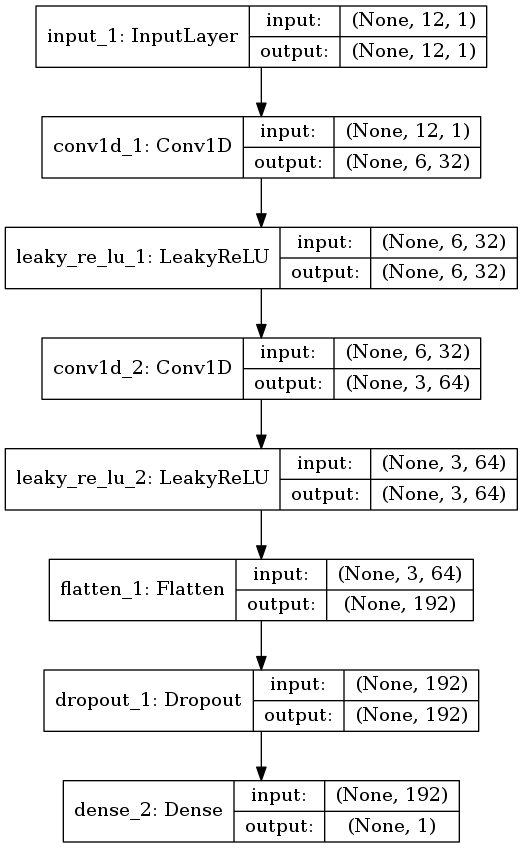 input_1: InputLayer
input: (None, 12, 1)
output: (None, 12, 1)
conv1d_1: Conv1D
input: (None, 12, 1)
output: (None, 6, 32)
leaky_re_lu_1: LeakyReLU
input: (None, 6, 32)
output: (None, 6, 32)
conv1d_2: Conv1D
input: (None, 6, 32)
output: (None, 3, 64)
leaky_re_lu_2: LeakyReLU
input: (None, 3, 64)
output: (None, 3, 64)
flatten_1: Flatten
input: (None, 3, 64)
output: (None, 192)
dropout_1: Dropout
input: (None, 192)
output: (None, 192)
dense_2: Dense
input: (None, 192)
output: (None, 1)